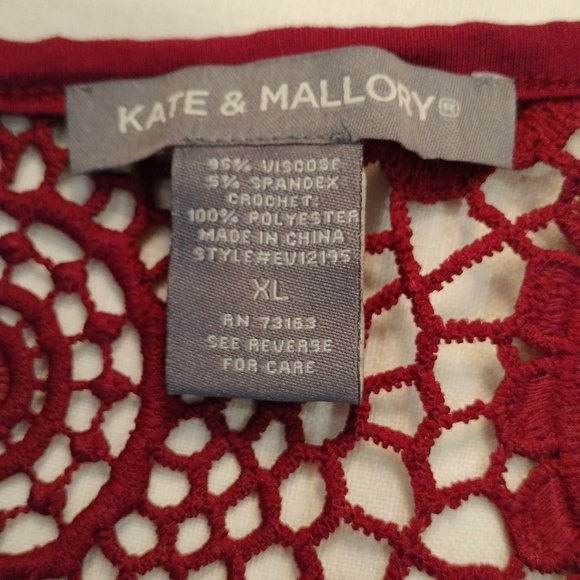 KATE & MALLORY®
95% VISCOSE
5% SPANDEX
CROCHET:
100% POLYESTER
MADE IN CHINA
STYLE#EU12195
XL
RN 73163
SEE REVERSE
FOR CARE